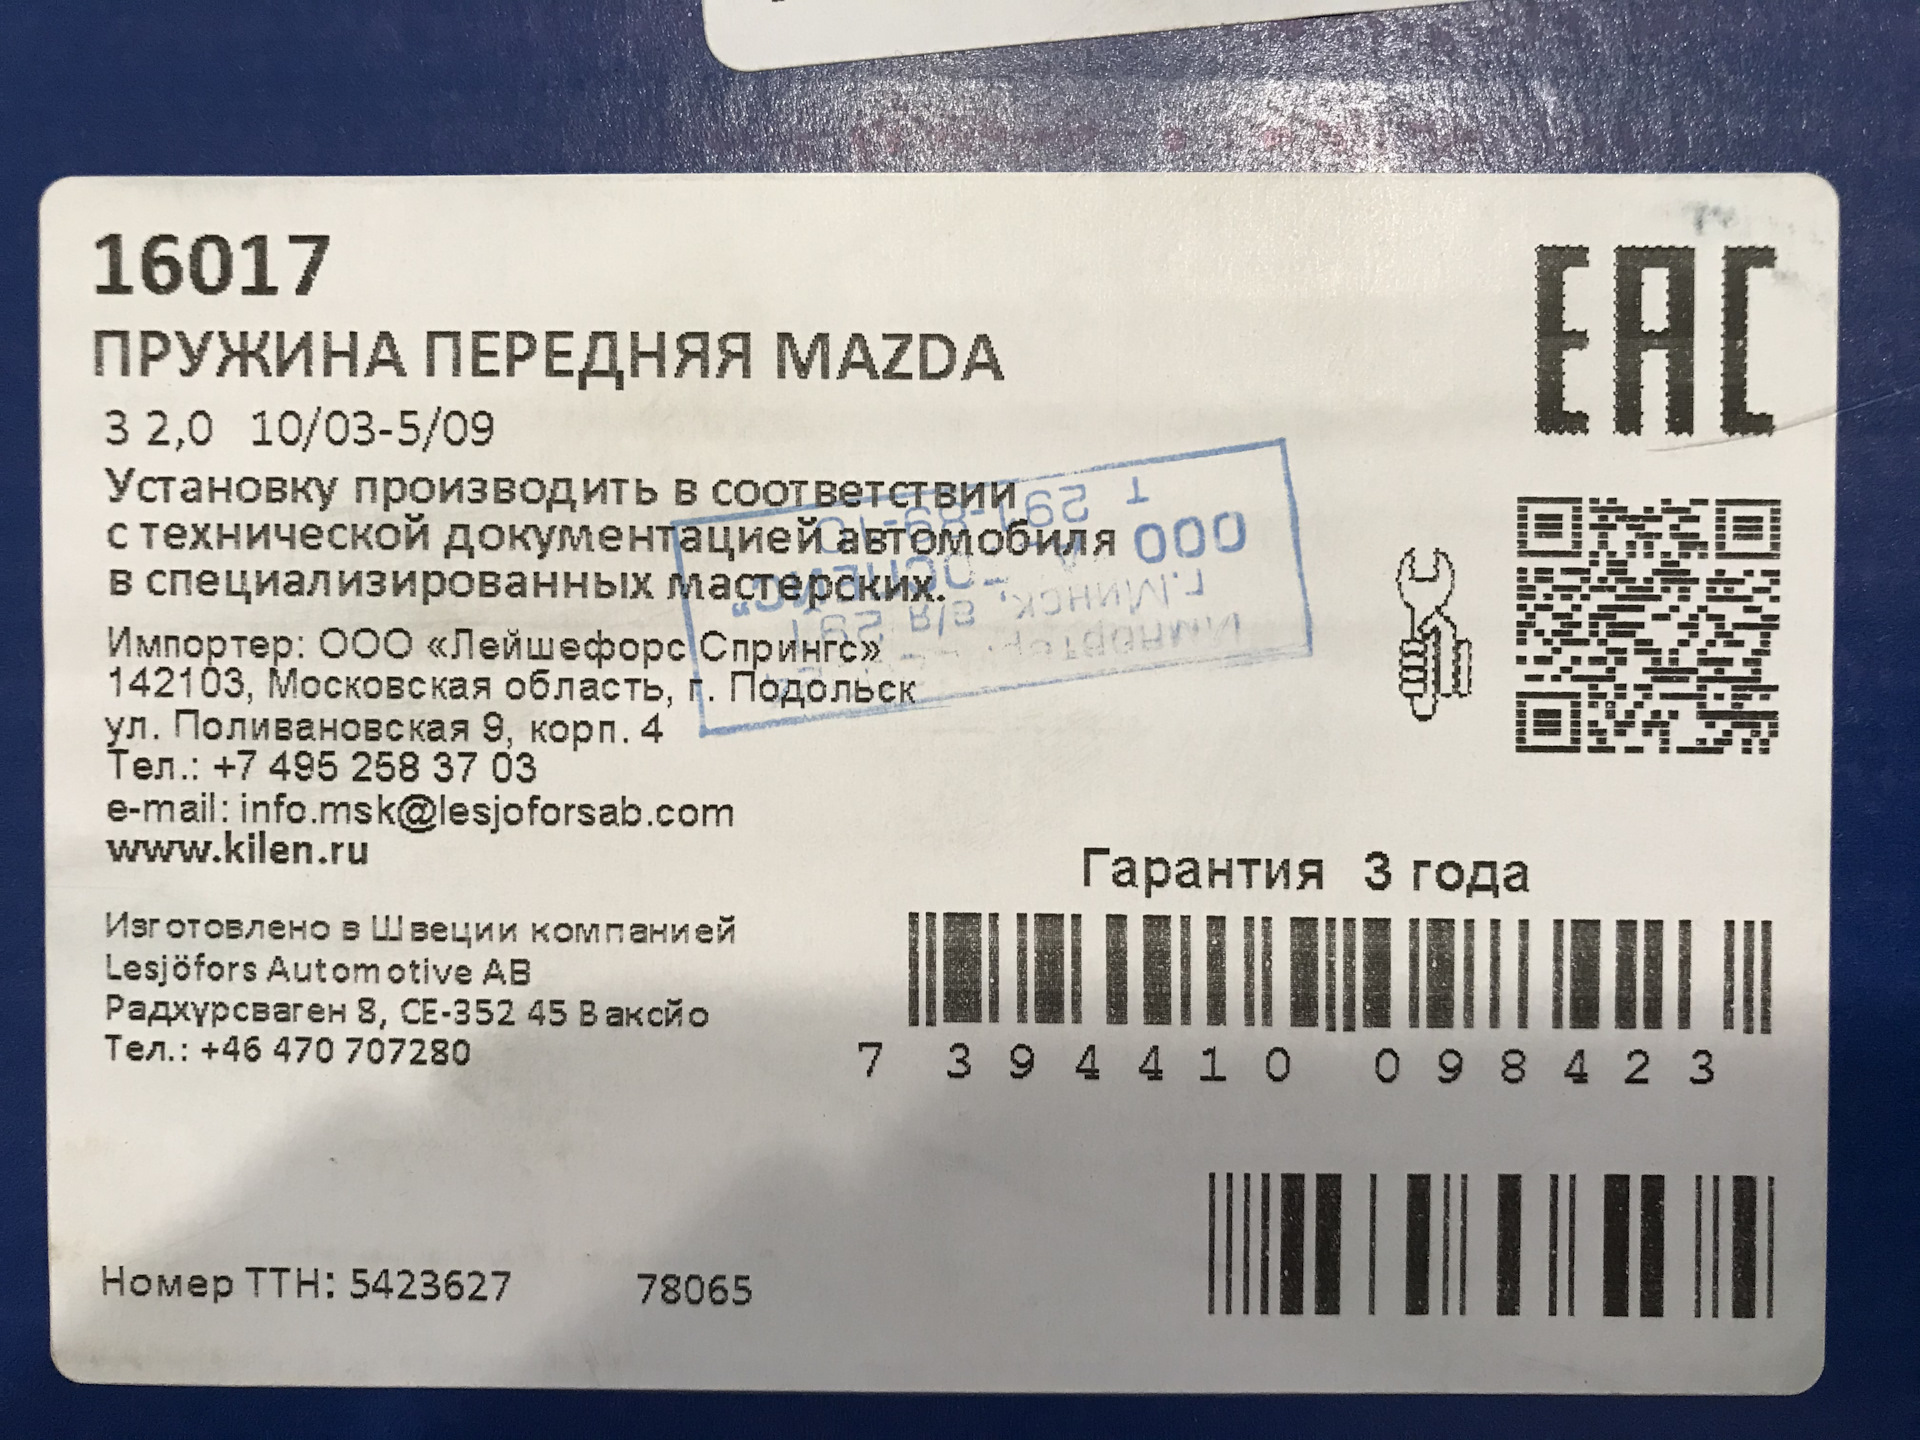 16017
ПРУЖИНА ПЕРЕДНЯЯ MAZDA
3 2,0 10/03-5/09
Установку производить в соответствии
с технической документацией автомобиля
в специализированных мастерских.
Импортер: ООО «Лейшефорс Спрингс»
142103, Московская область, г. Подольск
ул. Поливановская 9, корп. 4
Тел.: +7 495 258 37 03
e-mail: info.msk@lesjoforsab.com
www.kilen.ru
Изготовлено в Швеции компанией
Lesjöfors Automotive AB
Радхурсваген 8, СЕ-352 45 Ваксйо
Тел.: +46 470 707280
Номер ТТН: 5423627 78065
EAC
ООО
г.Минск, а/я
Гарантия 3 года
7 394410 098423